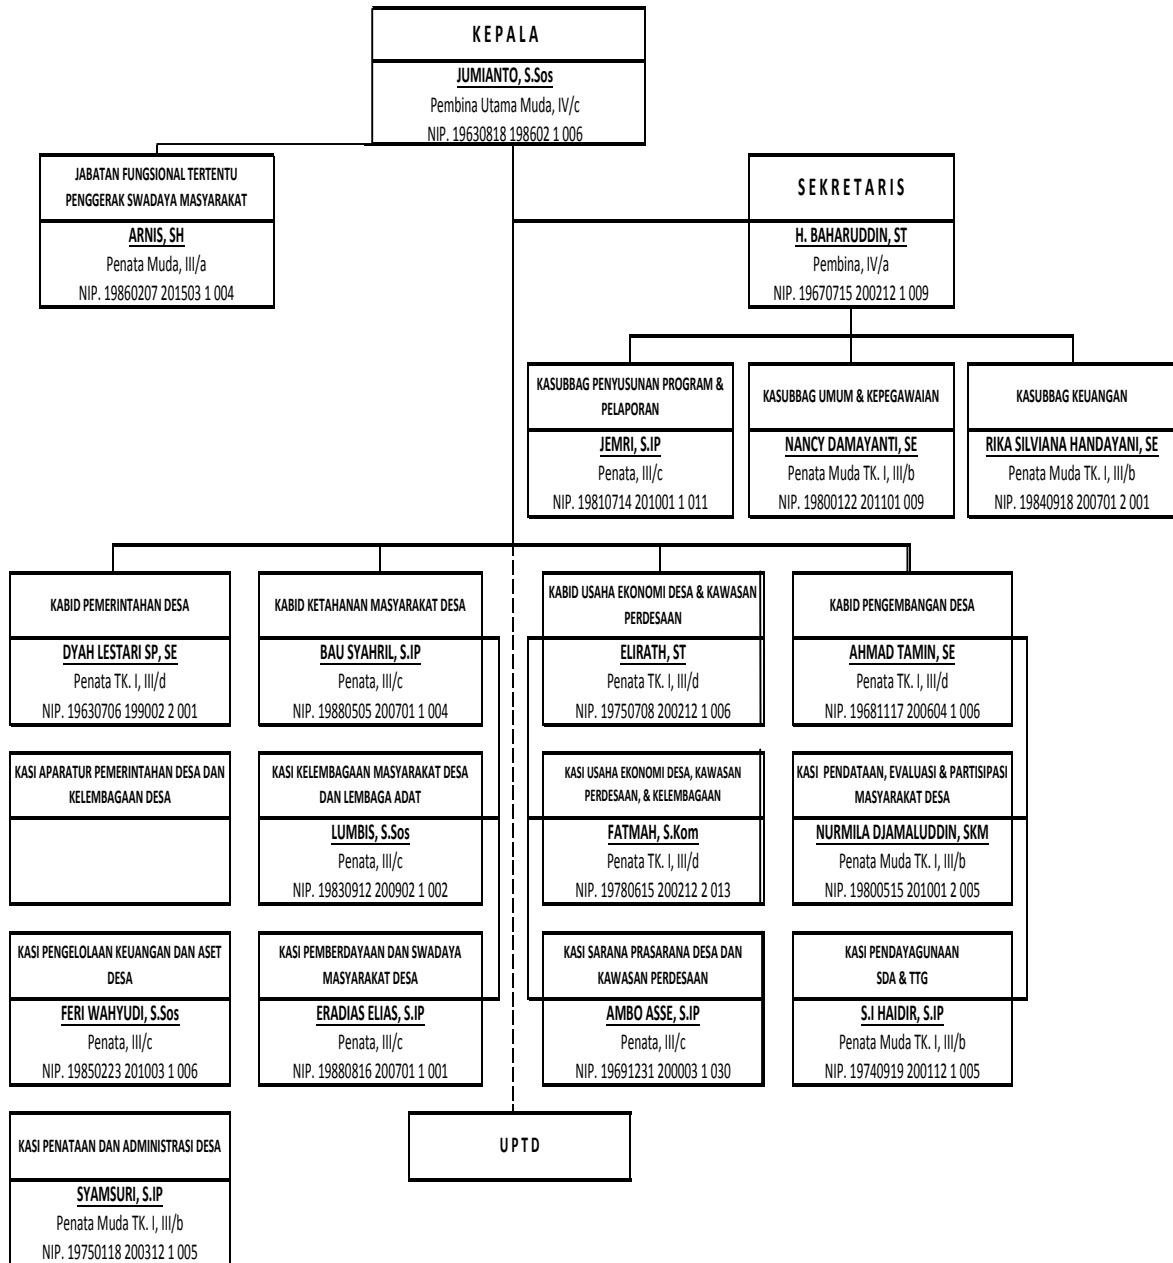 KEPALA
JUMIANTO, S.Sos
Pembina Utama Muda, IV/c
NIP. 19630818 198602 1 006
JABATAN FUNGSIONAL TERTENTU
PENGGERAK SWADAYA MASYARAKAT
ARNIS, SH
Penata Muda, III/a
NIP. 19860207 201503 1 004
SEKRETARIS
H. BAHARUDDIN, ST
Pembina, IV/a
NIP. 19670715 200212 1 009
KASUBBAG PENYUSUNAN PROGRAM &
PELAPORAN
JEMRI, S.IP
Penata, III/c
NIP. 19810714 201001 1 011
KASUBBAG UMUM & KEPEGAWAIAN
NANCY DAMAYANTI, SE
Penata Muda TK. I, III/b
NIP. 19800122 201101 009
KASUBBAG KEUANGAN
RIKA SILVIANA HANDAYANI, SE
Penata Muda TK. I, III/b
NIP. 19840918 200701 2 001
KABID PEMERINTAHAN DESA
DYAH LESTARI SP, SE
Penata TK. I, III/d
NIP. 19630706 199002 2 001
KABID KETAHANAN MASYARAKAT DESA
BAU SYAHRIL, S.IP
Penata, III/c
NIP. 19880505 200701 1 004
KABID USAHA EKONOMI DESA & KAWASAN
PERDESAAN
ELIRATH, ST
Penata TK. I, III/d
NIP. 19750708 200212 1 006
KABID PENGEMBANGAN DESA
AHMAD TAMIN, SE
Penata TK. I, III/d
NIP. 19681117 200604 1 006
KASI APARATUR PEMERINTAHAN DESA DAN
KELEMBAGAAN DESA
KASI KELEMBAGAAN MASYARAKAT DESA
DAN LEMBAGA ADAT
LUMBIS, S.Sos
Penata, III/c
NIP. 19830912 200902 1 002
KASI USAHA EKONOMI DESA, KAWASAN
PERDESAAN, & KELEMBAGAAN
FATMAH, S.Kom
Penata TK. I, III/d
NIP. 19780615 200212 2 013
KASI PENDATAAN, EVALUASI & PARTISIPASI
MASYARAKAT DESA
NURMILA DJAMALUDDIN, SKM
Penata Muda TK. I, III/b
NIP. 19800515 201001 2 005
KASI PENGELOLAAN KEUANGAN DAN ASET
DESA
FERI WAHYUDI, S.Sos
Penata, III/c
NIP. 19850223 201003 1 006
KASI PEMBERDAYAAN DAN SWADAYA
MASYARAKAT DESA
ERADIAS ELIAS, S.IP
Penata, III/c
NIP. 19880816 200701 1 001
KASI SARANA PRASARANA DESA DAN
KAWASAN PERDESAAN
AMBO ASSE, S.IP
Penata, III/c
NIP. 19691231 200003 1 030
KASI PENDAYAGUNAAN
SDA & TTG
S.I HAIDIR, S.IP
Penata Muda TK. I, III/b
NIP. 19740919 200112 1 005
KASI PENATAAN DAN ADMINISTRASI DESA
SYAMSURI, S.IP
Penata Muda TK. I, III/b
NIP. 19750118 200312 1 005
UPTD